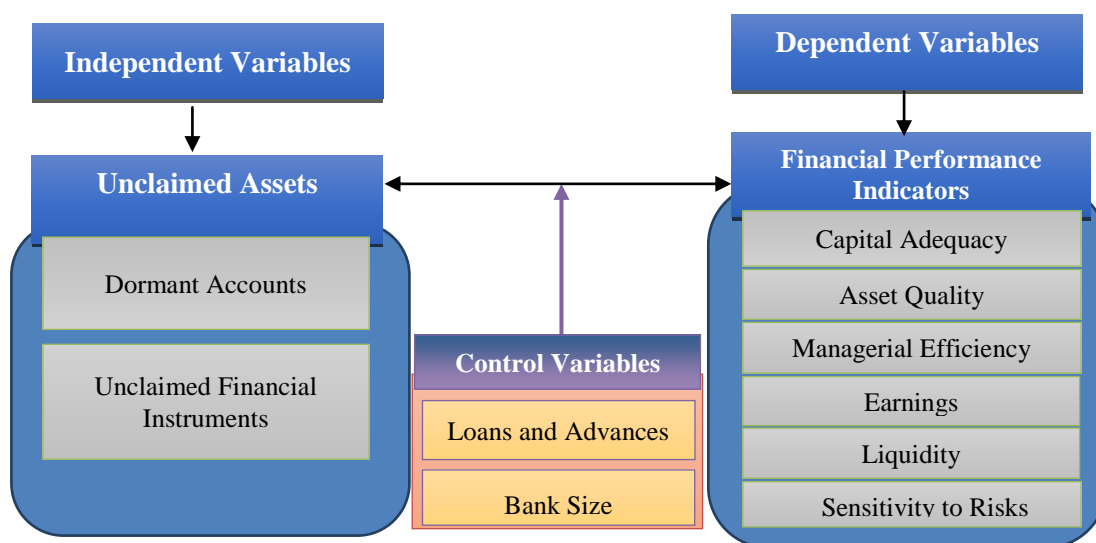 Independent Variables
Dependent Variables
Unclaimed Assets
Dormant Accounts
Unclaimed Financial
Instruments
Control Variables
Loans and Advances
Bank Size
Financial Performance
Indicators
Capital Adequacy
Asset Quality
Managerial Efficiency
Earnings
Liquidity
Sensitivity to Risks